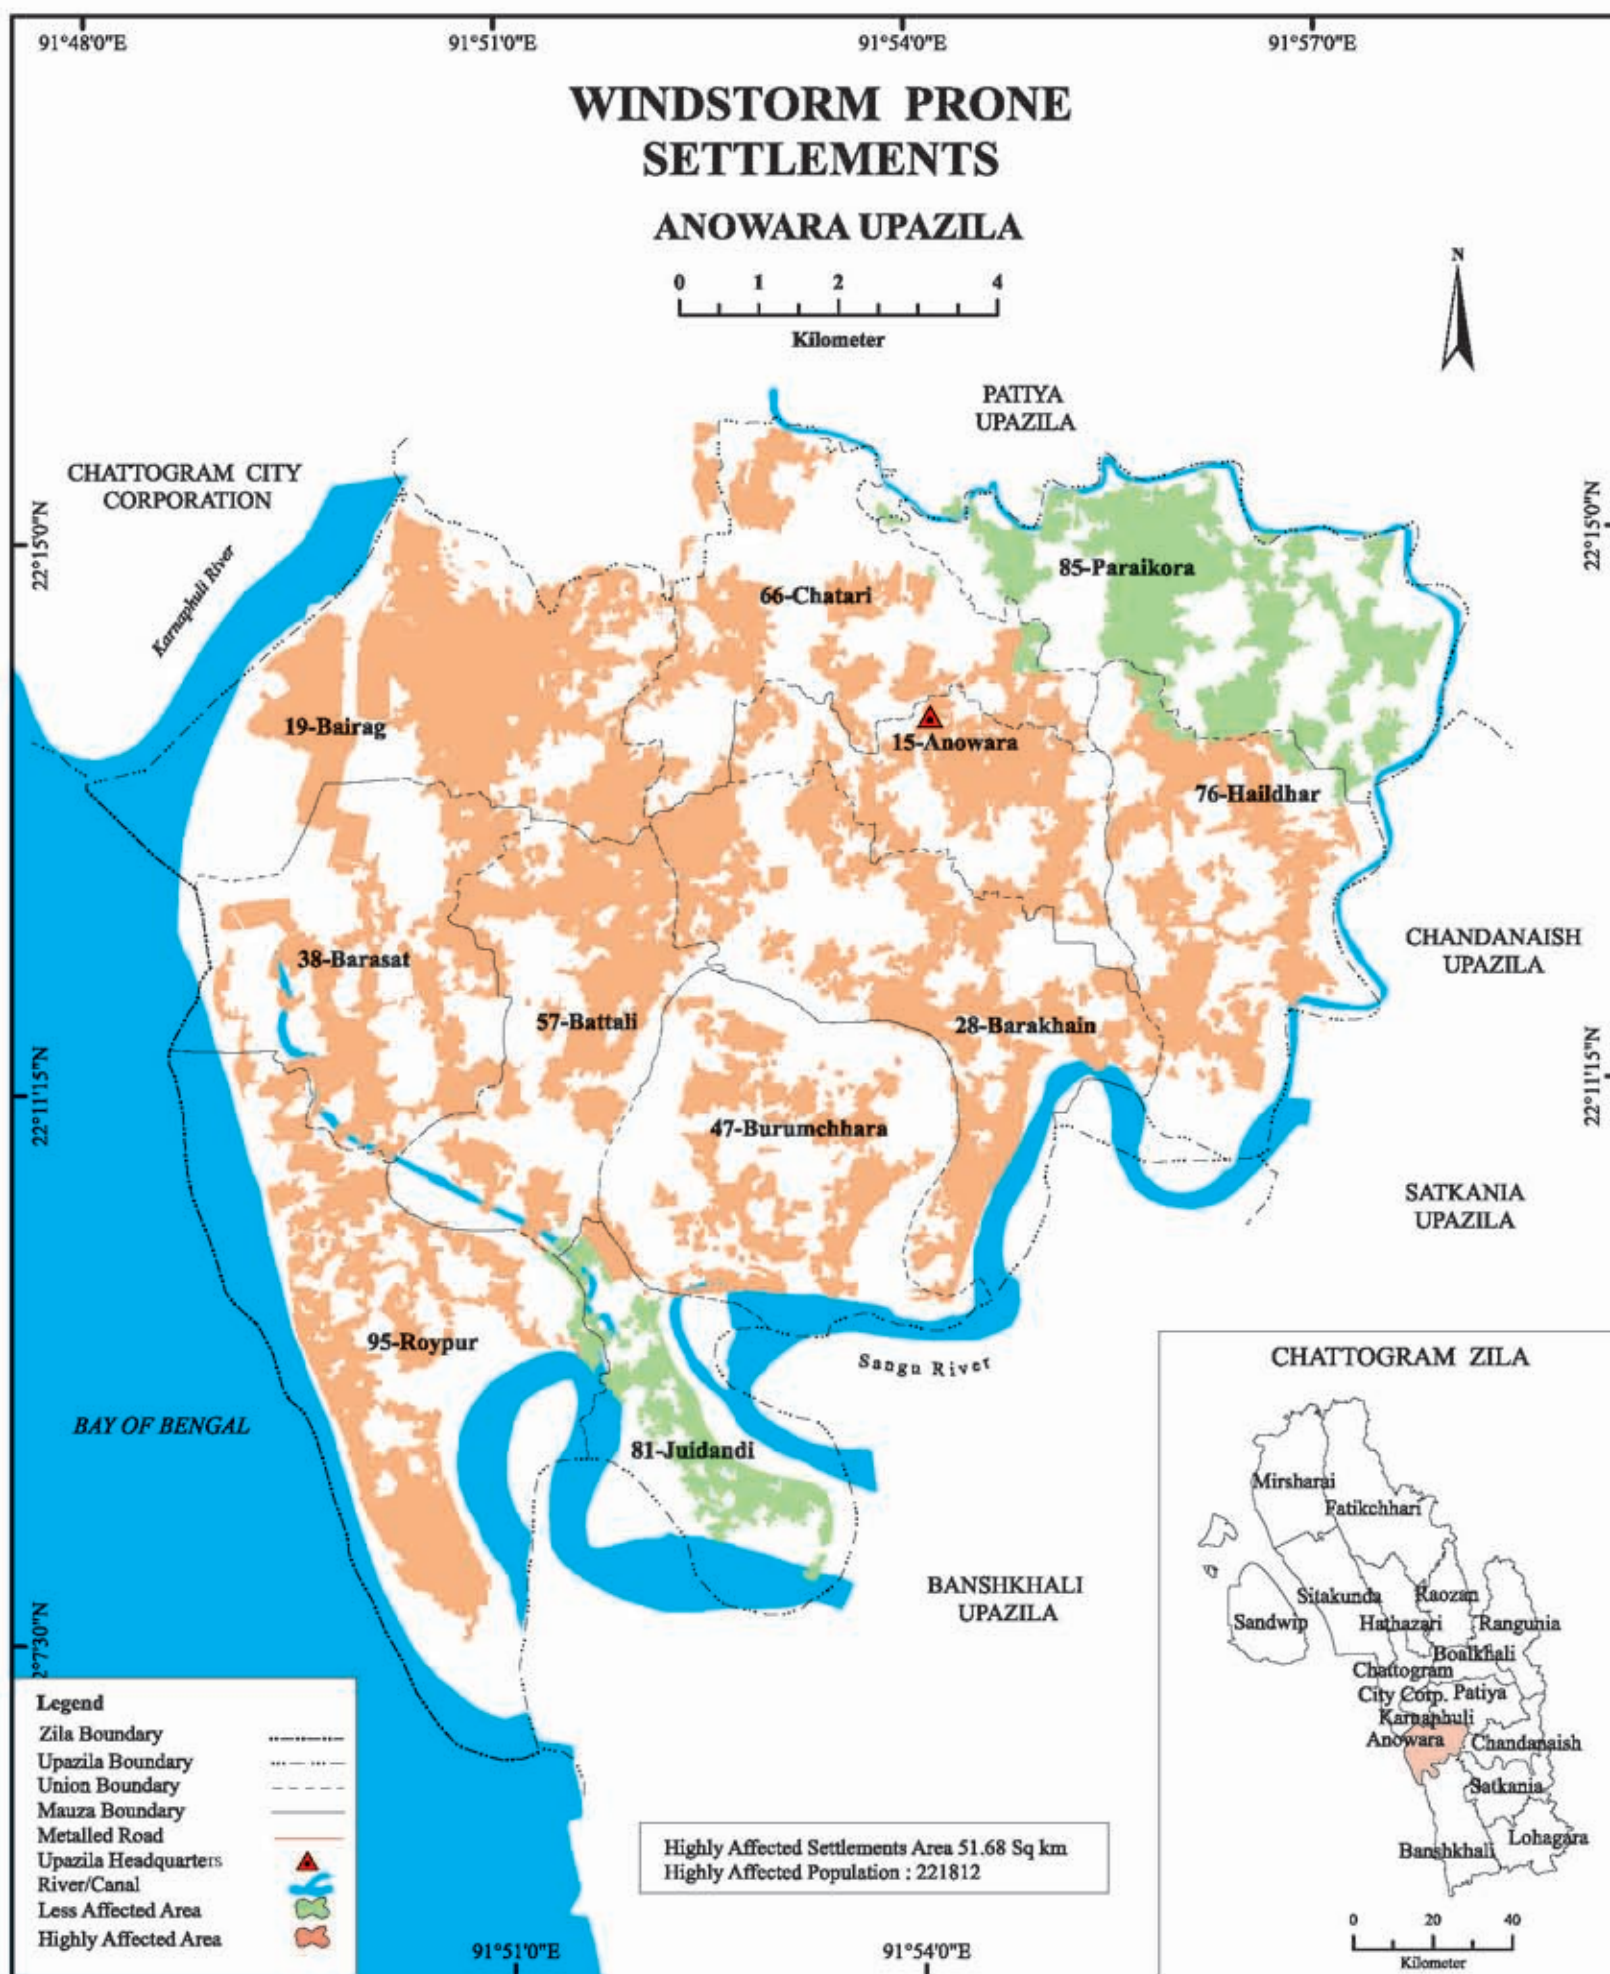 91°48'0"E
91°51'0"E
91°54'0"E
91°57'0"E
WINDSTORM PRONE
SETTLEMENTS
ANOWARA UPAZILA
0 1 2 4
Kilometer
N
PATIYA
UPAZILA
CHATTOGRAM CITY
CORPORATION
Karnaphuli River
22°15'0"N
22°15'0"N
85-Paraikora
66-Chatari
19-Bairag
15-Anowara
76-Haildhar
CHANDANAISH
UPAZILA
38-Barasat
57-Battali
28-Barakhain
22°11'15"N
22°11'15"N
47-Burumchhara
SATKANIA
UPAZILA
95-Roypur
Sangu River
BAY OF BENGAL
81-Juidandi
BANSHKHALI
UPAZILA
2°7'30"N
CHATTOGRAM ZILA
Mirsharai
Fatikchhari
Sitakunda
Raozan
Sandwip
Hathazari
Rangunia
Boalkhali
Chattogram
City Corp.
Patiya
Karnaphuli
Anowara
Chandanaish
Satkania
Lohagara
Banshkhali
0 20 40
Kilometer
Legend
Zila Boundary
Upazila Boundary
Union Boundary
Mauza Boundary
Metalled Road
Upazila Headquarters
River/Canal
Less Affected Area
Highly Affected Area
Highly Affected Settlements Area 51.68 Sq km
Highly Affected Population : 221812
91°51'0"E
91°54'0"E